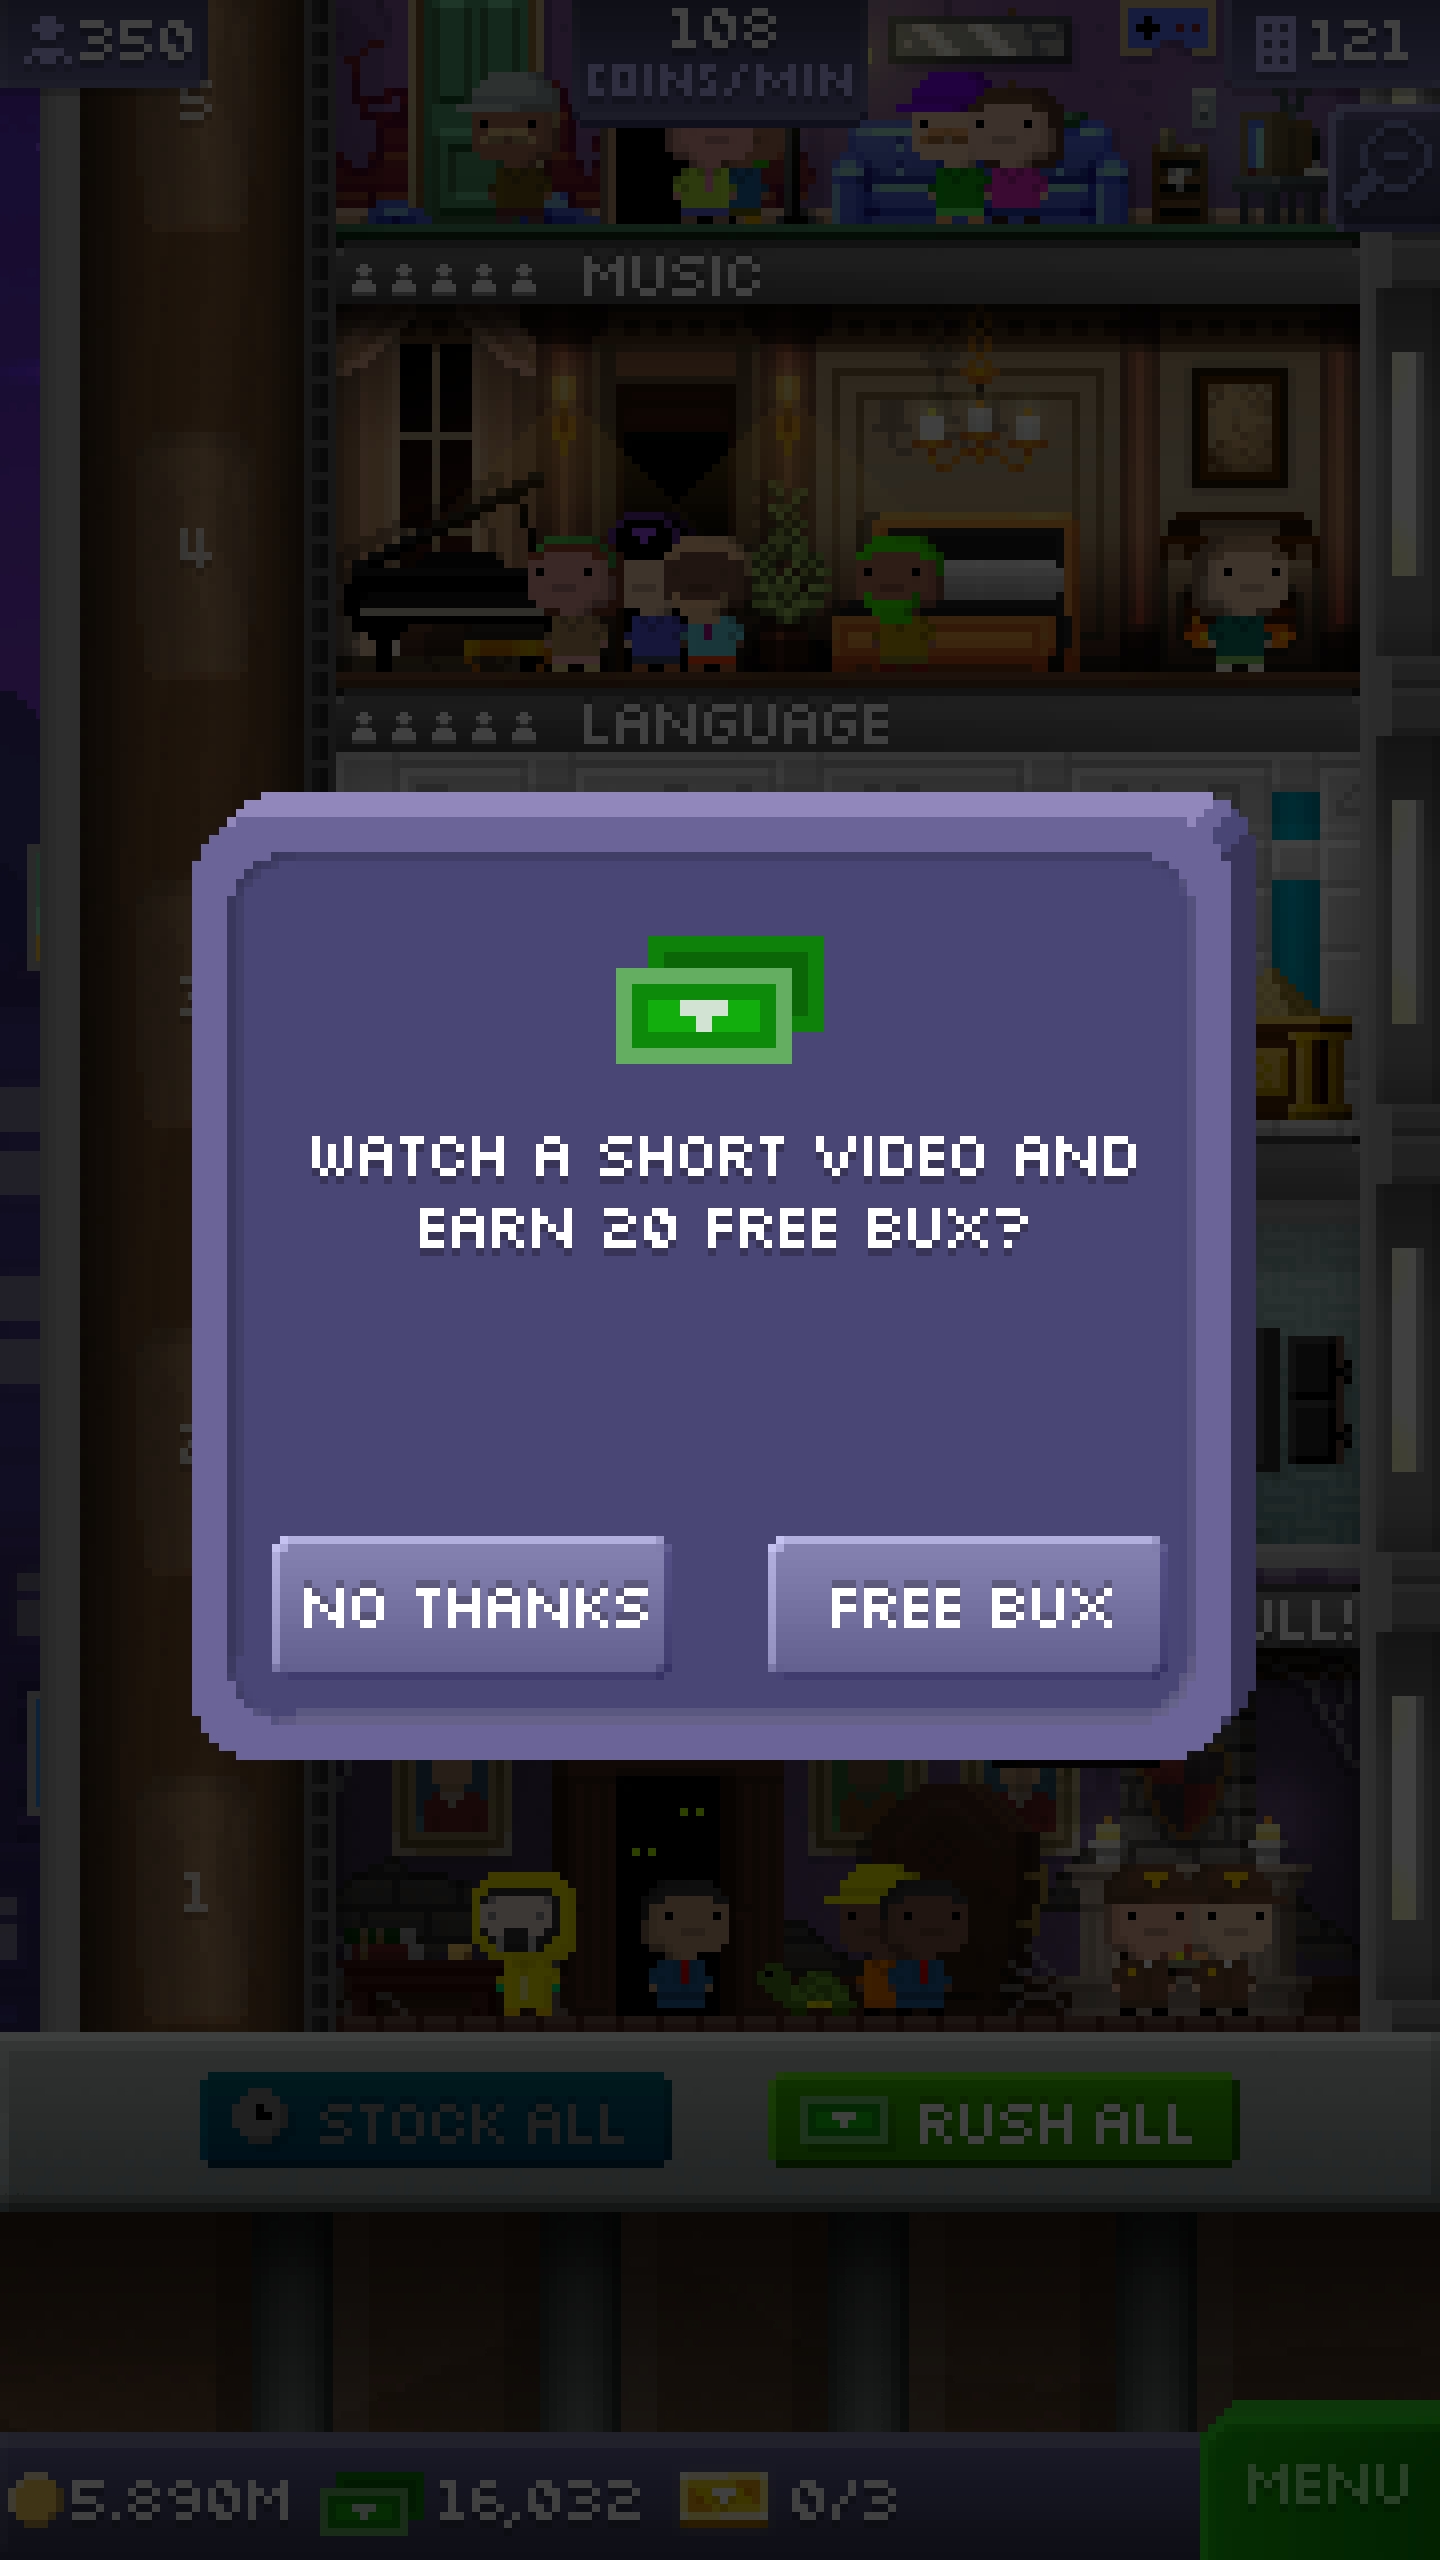 350
108
COINS/MIN
121
5
MUSIC
4
LANGUAGE
WATCH A SHORT VIDEO AND
EARN 20 FREE BUX?
NO THANKS
FREE BUX
1
STOCK ALL
RUSH ALL
5.890M
16,032
0/3
MENU